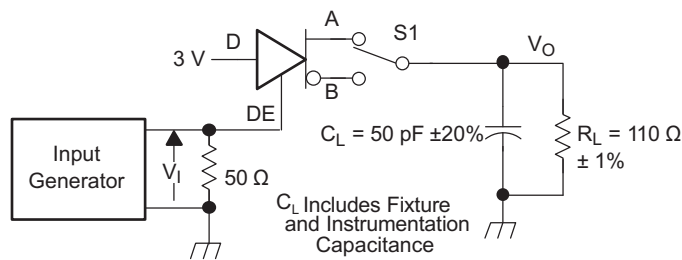 A
S1
D
3 V
V_O
B
DE
C_L = 50 pF ±20%
R_L = 110 Ω
± 1%
Input
Generator
V_I
50 Ω
C_L Includes Fixture
and Instrumentation
Capacitance